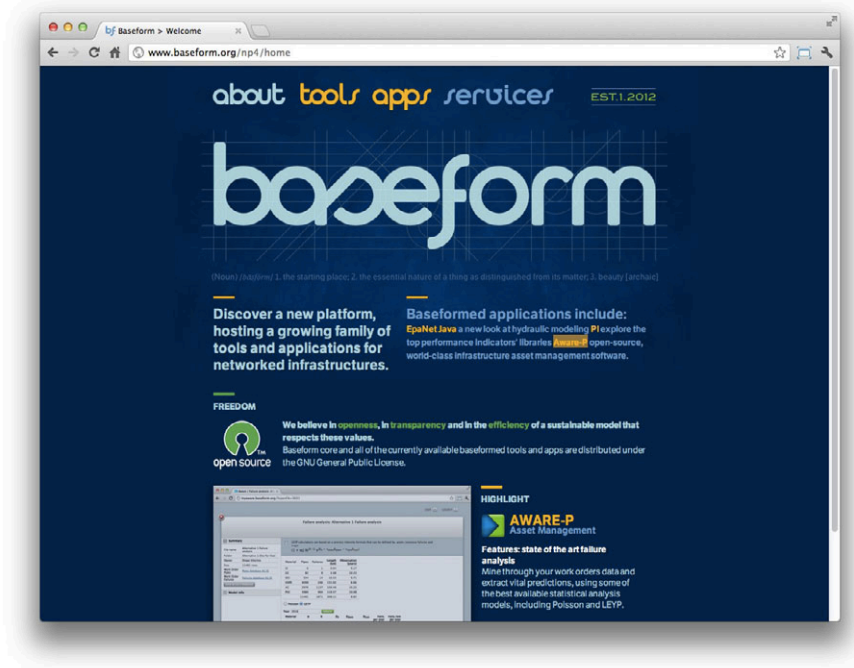 Baseform > Welcome
www.baseform.org/np4/home
about tools apps services EST.1.2012
baseform
(Noun) /bāsfôrm/ 1. the starting place; 2. the essential nature of a thing as distinguished from its matter; 3. beauty [archaic]
Discover a new platform,
hosting a growing family of
tools and applications for
networked infrastructures.
Baseformed applications include:
EpaNet Java a new look at hydraulic modeling PI explore the
top performance indicators' libraries Aware-P open-source,
world-class infrastructure asset management software.
FREEDOM
open source
TM
We believe in openness, in transparency and in the efficiency of a sustainable model that
respects these values.
Baseform core and all of the currently available baseformed tools and apps are distributed under
the GNU General Public License.
HIGHLIGHT
AWARE-P
Asset Management
Features: state of the art failure
analysis
Mine through your work orders data and
extract vital predictions, using some of
the best available statistical analysis
models, including Poisson and LEYP.